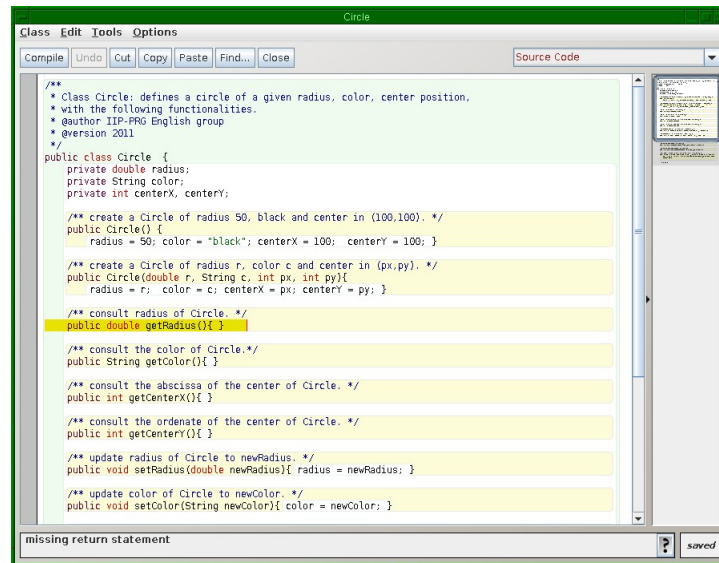 Circle
Class Edit Tools Options
Compile Undo Cut Copy Paste Find... Close Source Code
/**
* Class Circle: defines a circle of a given radius, color, center position,
* with the following functionalities.
* @author IIP-PRG English group
* @version 2011
*/
public class Circle {
private double radius;
private String color;
private int centerX, centerY;
/** create a Circle of radius 50, black and center in (100,100). */
public Circle() {
radius = 50; color = "black"; centerX = 100; centerY = 100; }
/** create a Circle of radius r, color c and center in (px,py). */
public Circle(double r, String c, int px, int py){
radius = r; color = c; centerX = px; centerY = py; }
/** consult radius of Circle. */
public double getRadius(){ }
/** consult the color of Circle.*/
public String getColor(){ }
/** consult the abscissa of the center of Circle. */
public int getCenterX(){ }
/** consult the ordenate of the center of Circle. */
public int getCenterY(){ }
/** update radius of Circle to newRadius. */
public void setRadius(double newRadius){ radius = newRadius; }
/** update color of Circle to newColor. */
public void setColor(String newColor){ color = newColor; }
missing return statement
? saved